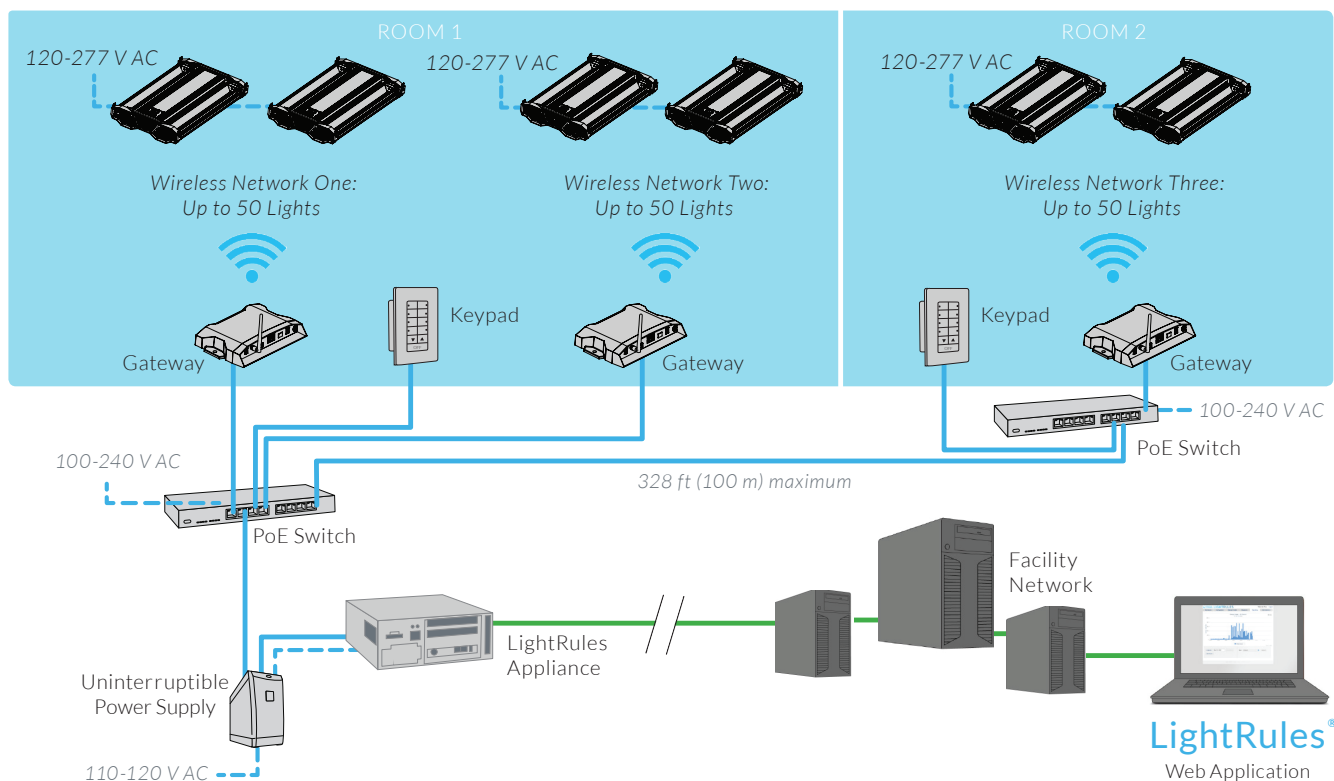 ROOM 1
ROOM 2
120-277 V AC
120-277 V AC
120-277 V AC
Wireless Network One:
Up to 50 Lights
Wireless Network Two:
Up to 50 Lights
Wireless Network Three:
Up to 50 Lights
Keypad
Keypad
Gateway
Gateway
Gateway
100-240 V AC
PoE Switch
100-240 V AC
328 ft (100 m) maximum
PoE Switch
Facility
Network
LightRules
Appliance
Uninterruptible
Power Supply
LightRules®
Web Application
110-120 V AC